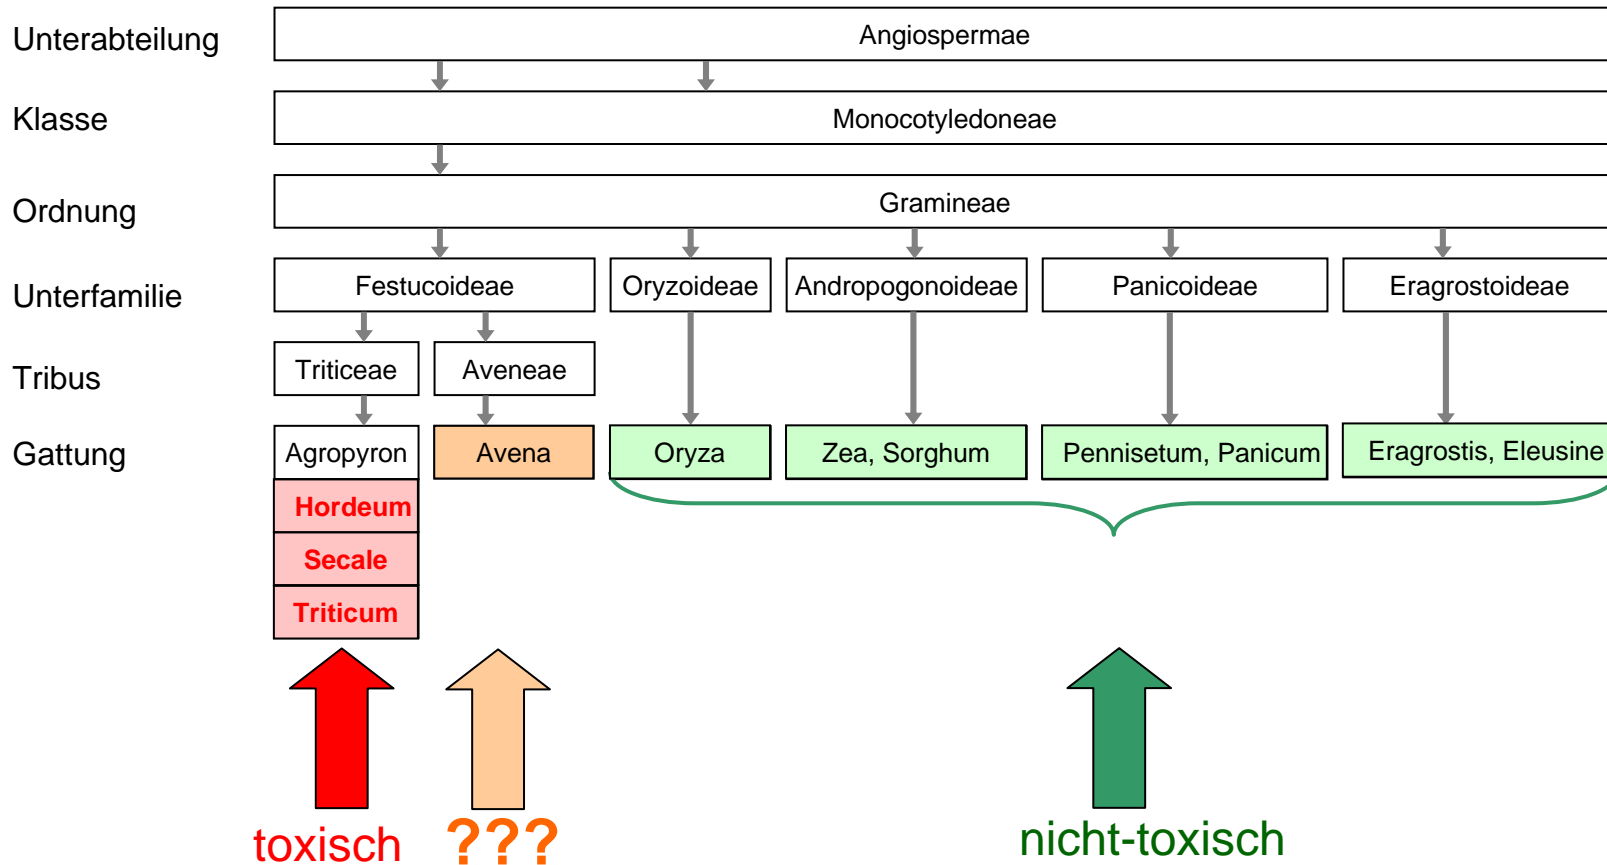 Unterabteilung
Angiospermae
Klasse
Monocotyledoneae
Ordnung
Gramineae
Unterfamilie
Festucoideae
Oryzoideae
Andropogonoideae
Panicoideae
Eragrostoideae
Tribus
Triticeae
Aveneae
Gattung
Agropyron
Avena
Oryza
Zea, Sorghum
Pennisetum, Panicum
Eragrostis, Eleusine
Hordeum
Secale
Triticum
toxisch
???
nicht-toxisch